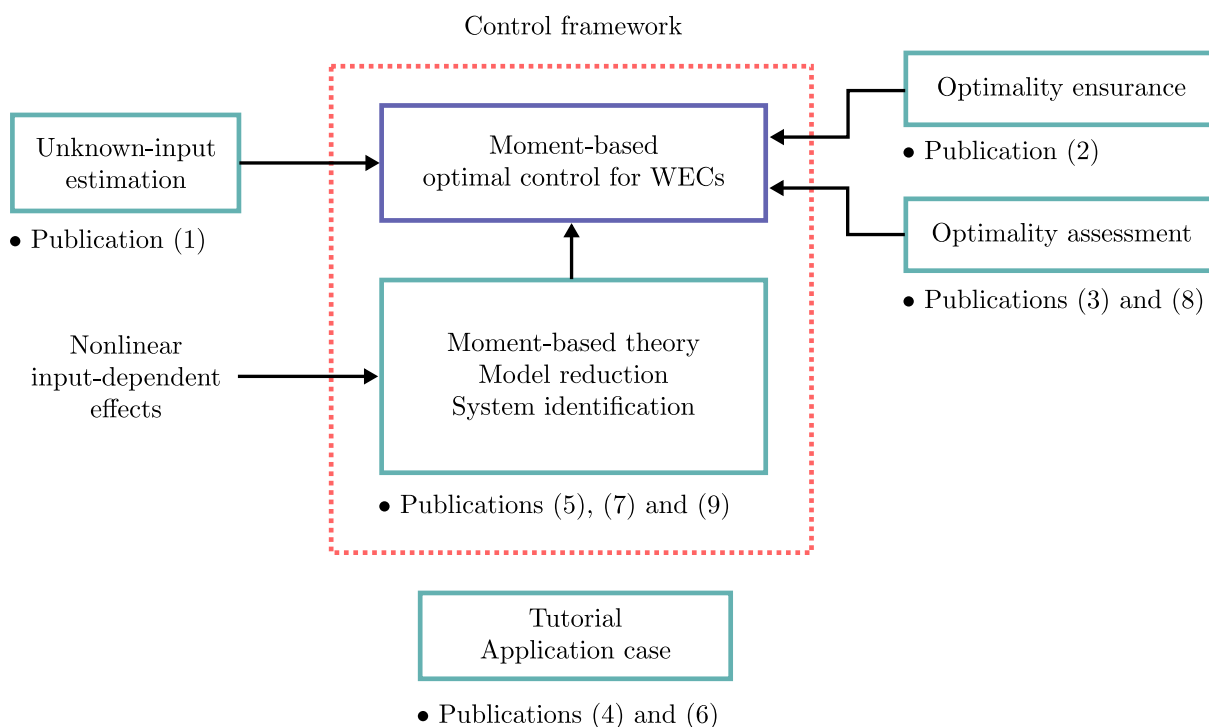 Control framework
Unknown-input
estimation
• Publication (1)
Moment-based
optimal control for WECs
Optimality ensurance
• Publication (2)
Optimality assessment
• Publications (3) and (8)
Nonlinear
input-dependent
effects
Moment-based theory
Model reduction
System identification
• Publications (5), (7) and (9)
Tutorial
Application case
• Publications (4) and (6)